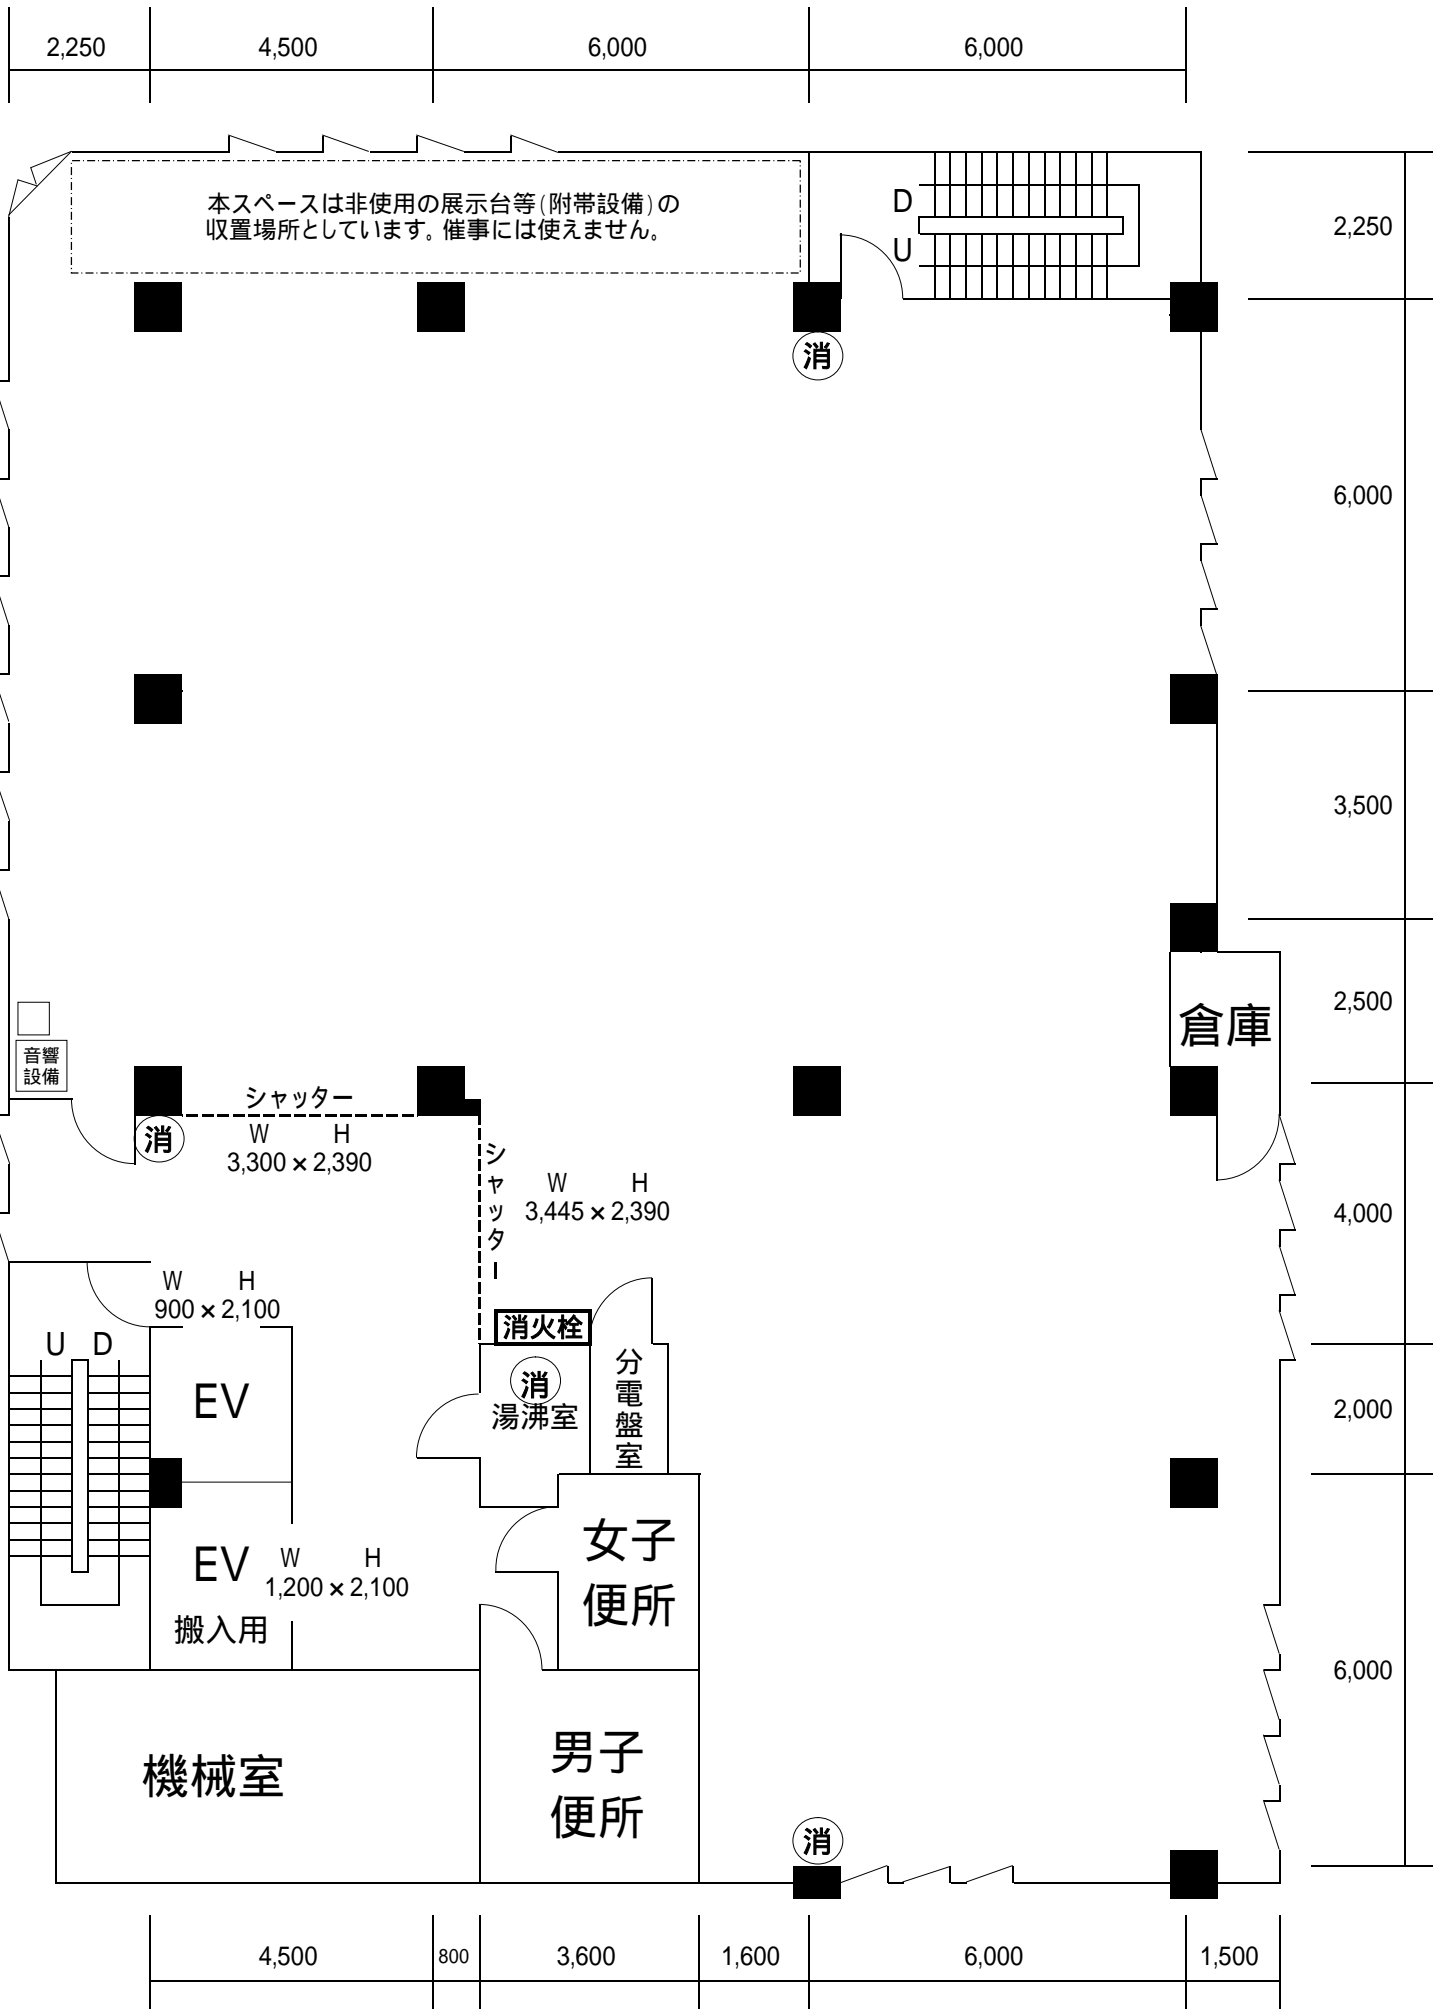 2,250
4,500
6,000
6,000
本スペースは非使用の展示台等(附帯設備)の
収置場所としています。催事には使えません。
D
U
2,250
消
6,000
3,500
倉庫
2,500
音響
設備
シャッター
消
W H
3,300×2,390
シャッター
W H
3,445×2,390
4,000
W H
900×2,100
消火栓
U D
EV
消
湯沸室
分電盤室
2,000
EV
搬入用
W H
1,200×2,100
女子
便所
6,000
機械室
男子
便所
消
4,500
800
3,600
1,600
6,000
1,500